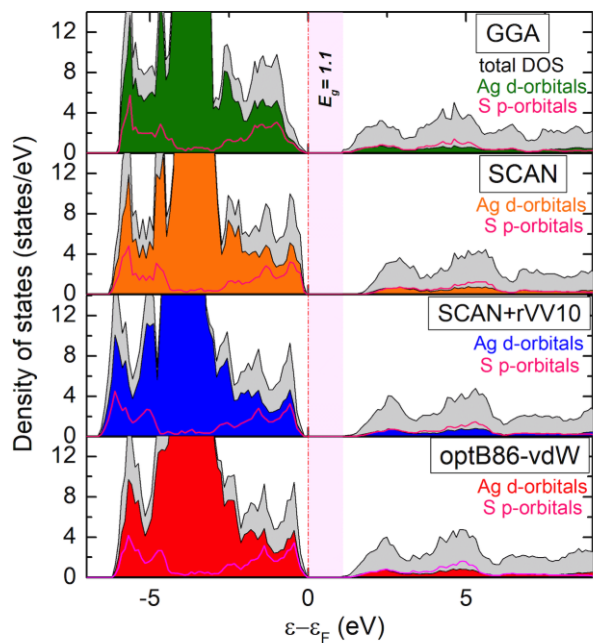 GGA
total DOS
Ag d-orbitals
S p-orbitals
E_g = 1.1
12
8
4
0
SCAN
Ag d-orbitals
S p-orbitals
12
8
4
0
SCAN+rVV10
Ag d-orbitals
S p-orbitals
12
8
4
0
optB86-vdW
Ag d-orbitals
S p-orbitals
12
8
4
0
Density of states (states/eV)
-5 0 5
ε−ε_F (eV)